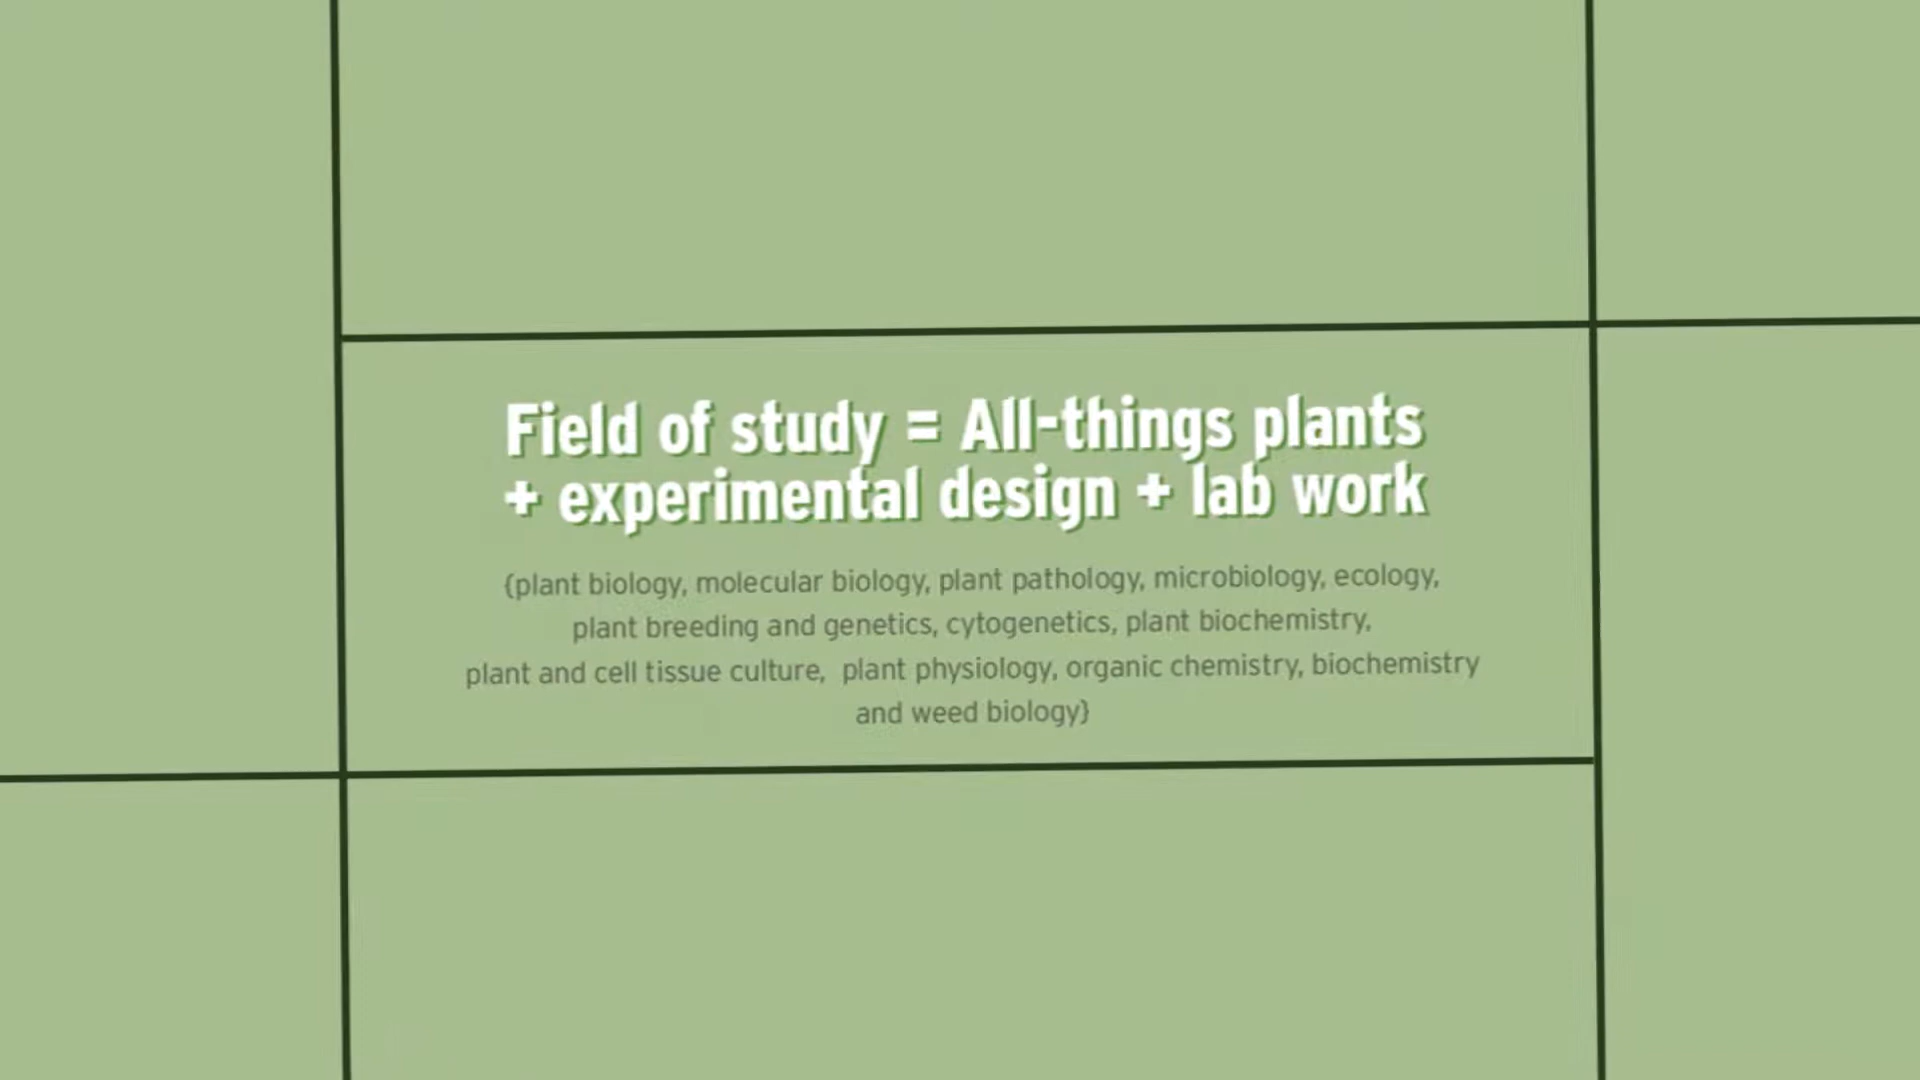 Field of study = All-things plants
+ experimental design + lab work
{plant biology, molecular biology, plant pathology, microbiology, ecology,
plant breeding and genetics, cytogenetics, plant biochemistry,
plant and cell tissue culture,  plant physiology, organic chemistry, biochemistry
and weed biology}